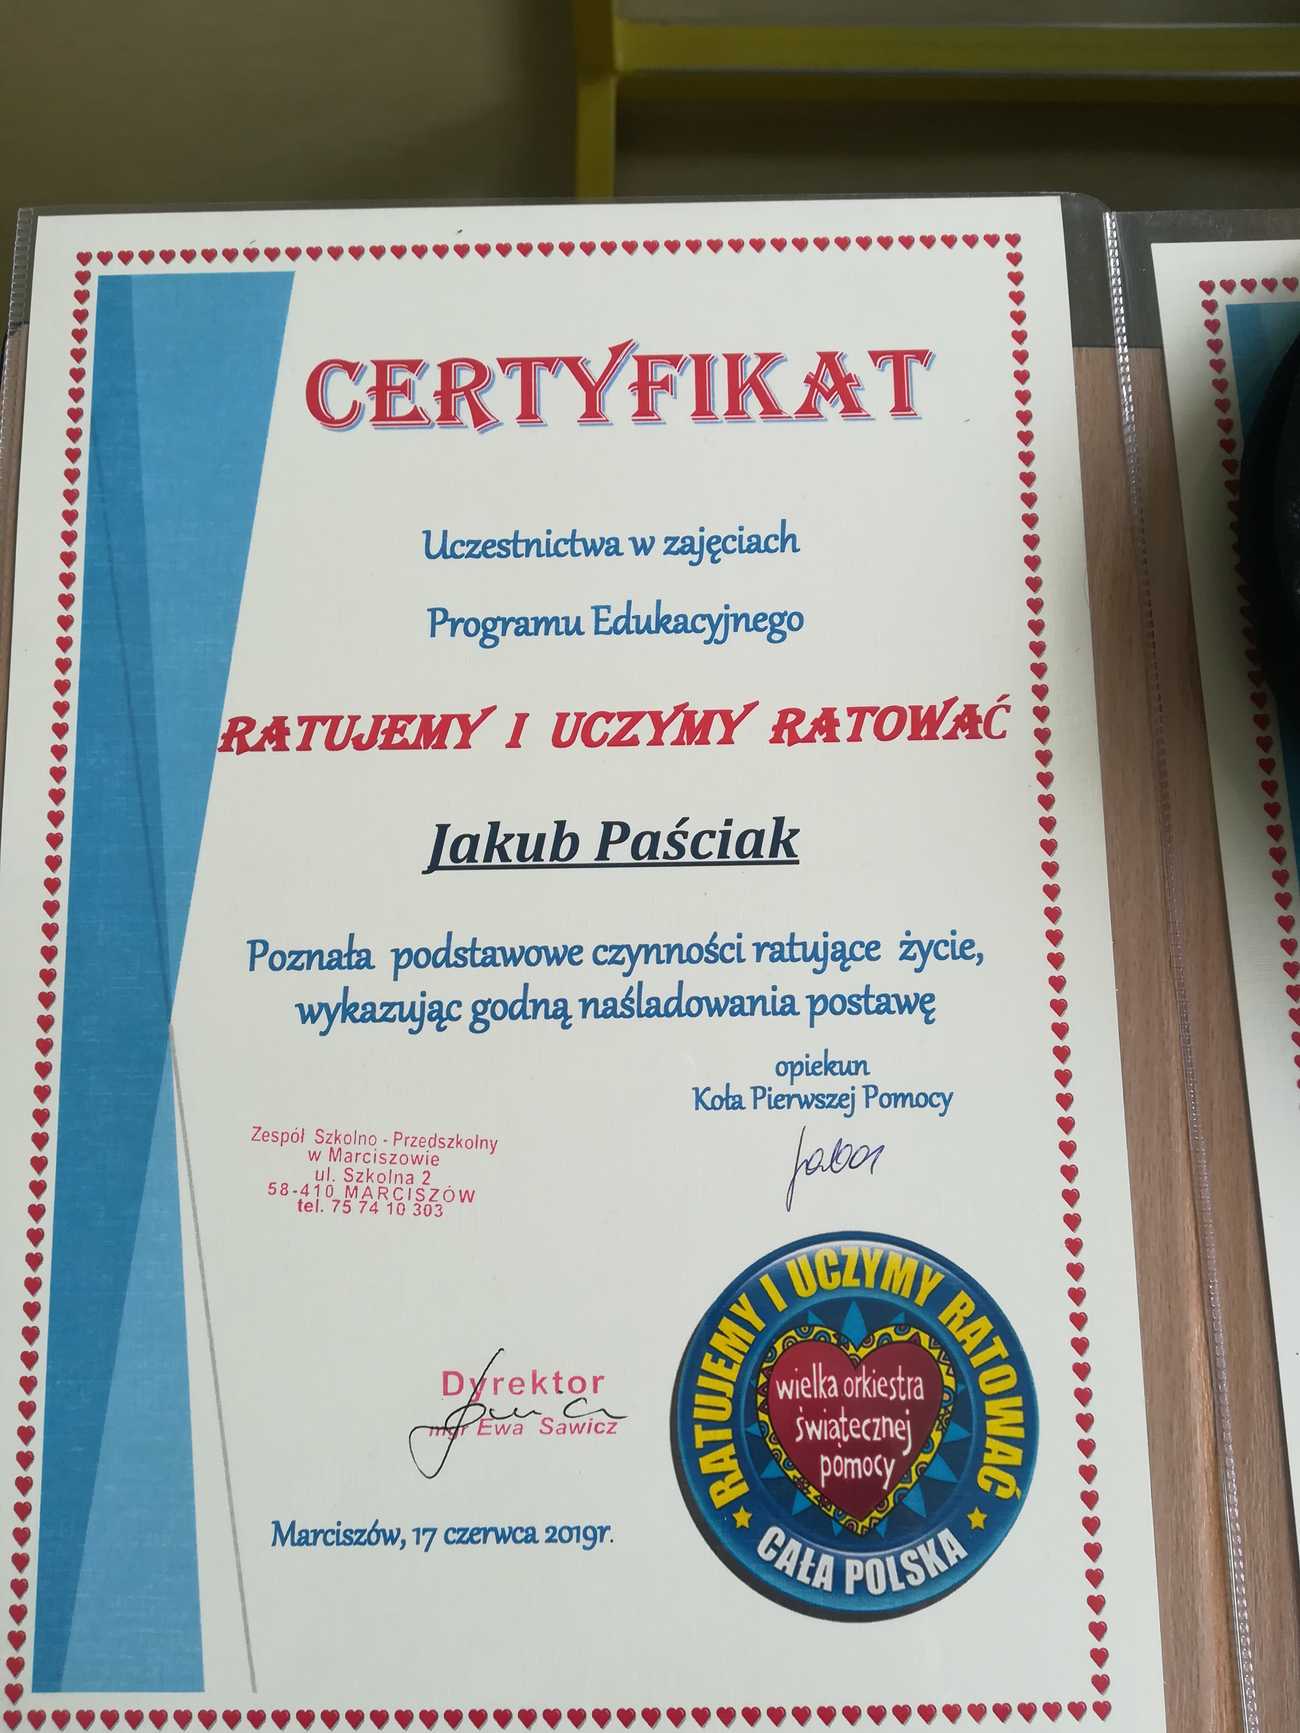 CERTYFIKAT
Uczestnictwa w zajęciach
Programu Edukacyjnego
RATUJEMY I UCZYMY RATOWAĆ
Jakub Paściak
Poznała podstawowe czynności ratujące życie,
wykazując godną naśladowania postawę
opiekun
Koła Pierwszej Pomocy
Zespół Szkolno - Przedszkolny
w Marciszowie
ul. Szkolna 2
58-410 MARCISZÓW
tel. 75 74 10 303
Dyrektor
mgr Ewa Sawicz
Marciszów, 17 czerwca 2019r.
RATUJEMY I UCZYMY RATOWAĆ
wielka orkiestra
świątecznej
pomocy
CAŁA POLSKA